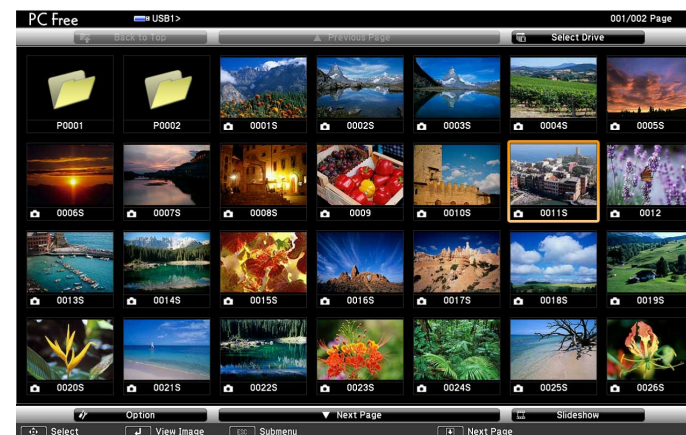 PC Free USB1> 001/002 Page
Back to Top ▲ Previous Page Select Drive
P0001 P0002 0001S 0002S 0003S 0004S 0005S
0006S 0007S 0008S 0009 0010S 0011S 0012
0013S 0014S 0015S 0016S 0017S 0018S 0019S
0020S 0021S 0022S 0023S 0024S 0025S 0026S
Option ▼ Next Page Slideshow
Select View Image ESC Submenu Next Page